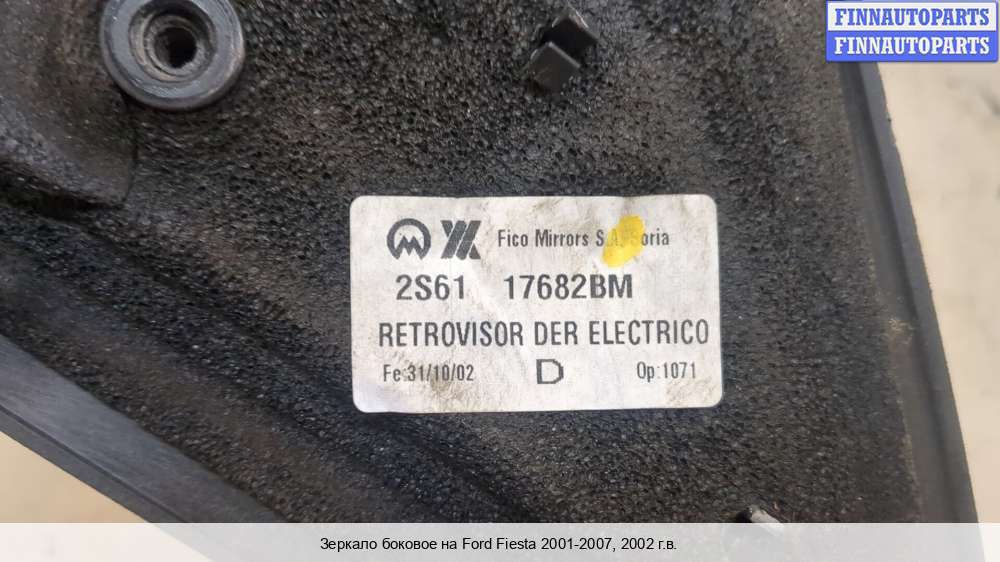 FINNAUTOPARTS
FINNAUTOPARTS
Fico Mirrors S.A. Soria
2S61 17682BM
RETROVISOR DER ELECTRICO
Fe:31/10/02 D Op:1071
Зеркало боковое на Ford Fiesta 2001-2007, 2002 г.в.